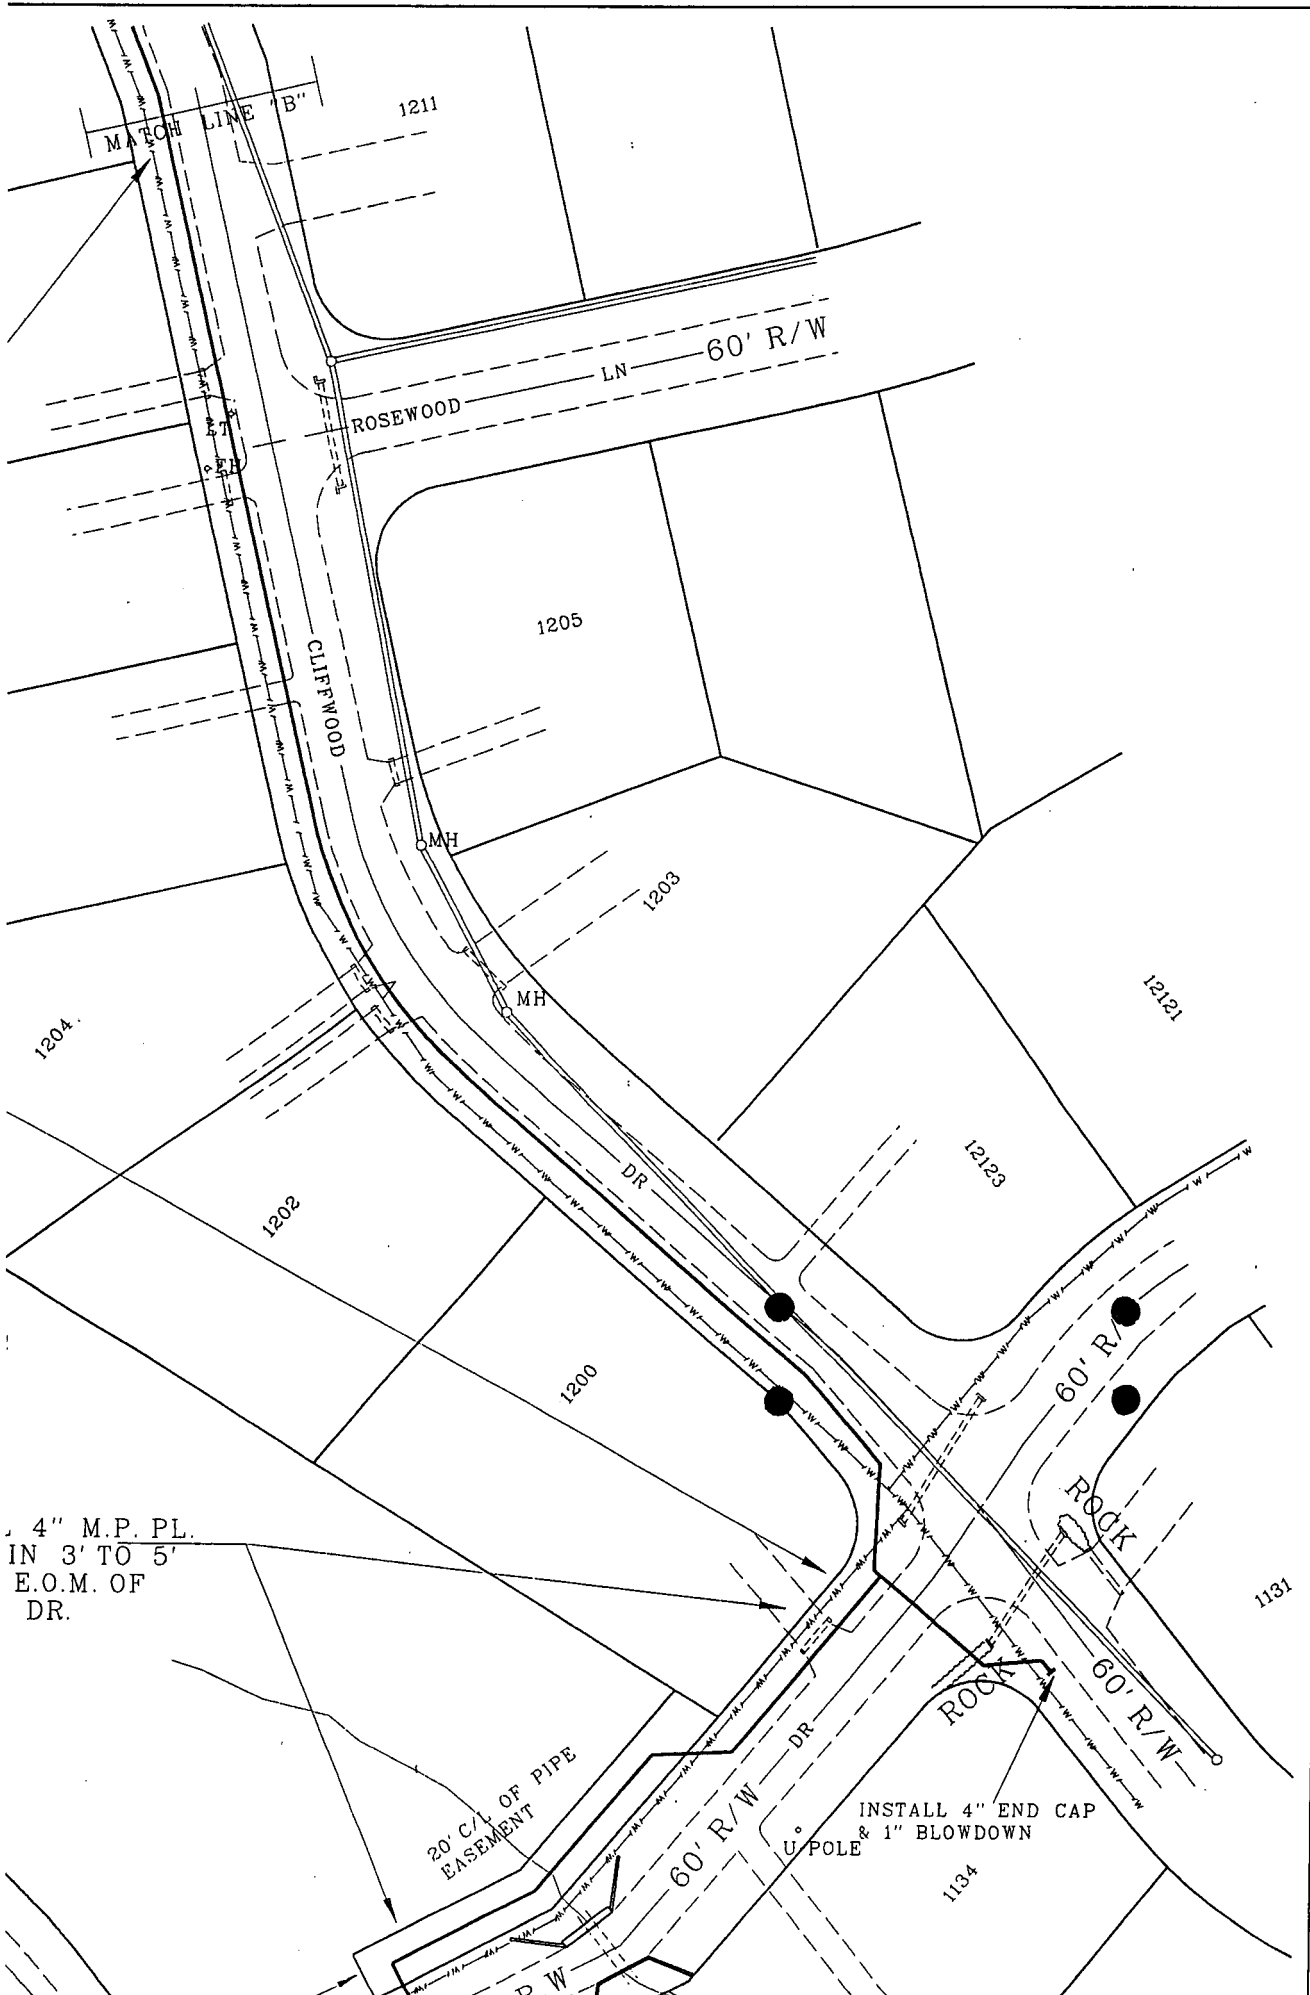 MATCH LINE "B"
1211
60' R/W
LN
ROSEWOOD
T
FH
1205
CLIFFWOOD
MH
1203
MH
12121
1204
DR
12123
1202
1200
60' R/
ROCK
4" M.P. PL.
IN 3' TO 5'
E.O.M. OF
DR.
1131
ROCK
60' R/W
DR
20' C/L OF PIPE
EASEMENT
60' R/W
INSTALL 4" END CAP
& 1" BLOWDOWN
U POLE
1134
W